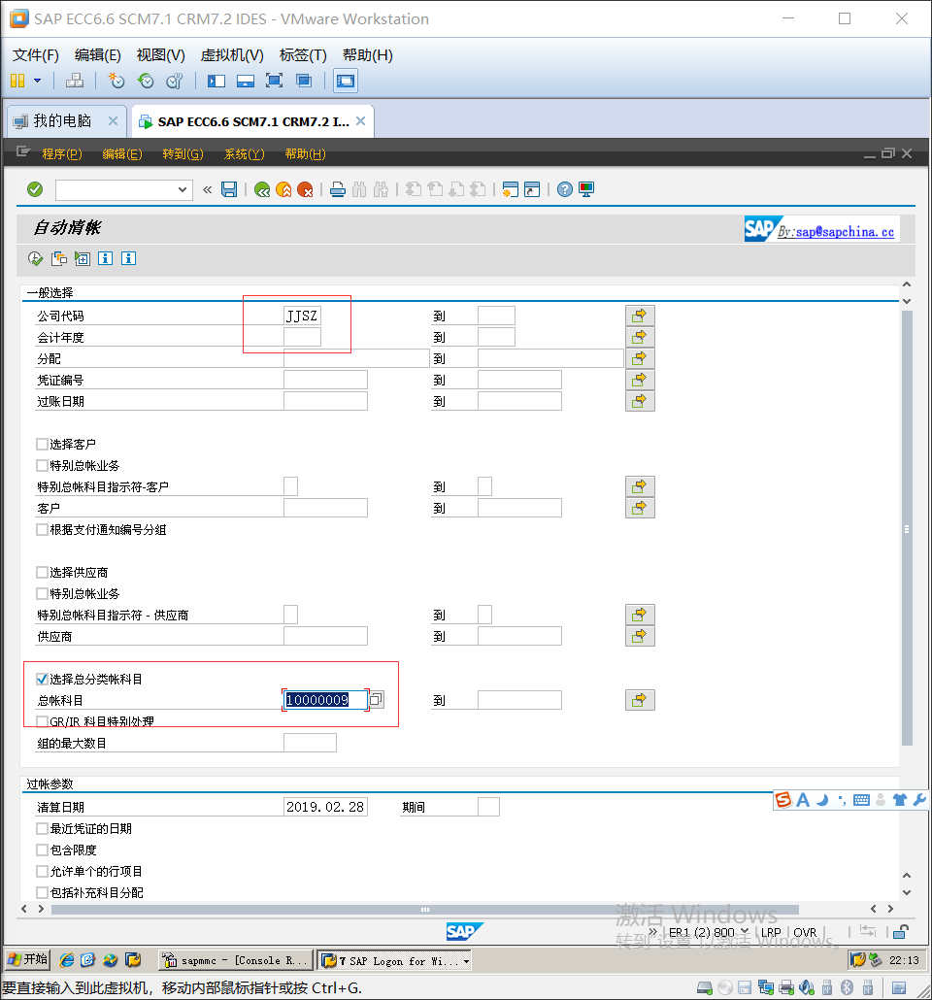 SAP ECC6.6 SCM7.1 CRM7.2 IDES - VMware Workstation
文件(F) 编辑(E) 视图(V) 虚拟机(V) 标签(T) 帮助(H)
我的电脑 SAP ECC6.6 SCM7.1 CRM7.2 I...
程序(P) 编辑(E) 转到(G) 系统(Y) 帮助(H)
自动清帐
SAP By:sap@sapchina.cc
一般选择
公司代码 JJSZ 到
会计年度 到
分配 到
凭证编号 到
过账日期 到
选择客户
特别总帐业务
特别总帐科目指示符-客户 到
客户 到
根据支付通知编号分组
选择供应商
特别总帐业务
特别总帐科目指示符 - 供应商 到
供应商 到
选择总分类帐科目
总帐科目 10000009 到
GR/IR 科目特别处理
组的最大数目
过帐参数
清算日期 2019.02.28 期间
最近凭证的日期
包含限度
允许单个的行项目
包括补充科目分配
激活 Windows
转到"设置"以激活 Windows。
SAP ER1 (2) 800 LRP OVR
开始 sapmmc - [Console R... 7 SAP Logon for Wi... 22:13
要直接输入到此虚拟机，移动内部鼠标指针或按 Ctrl+G.